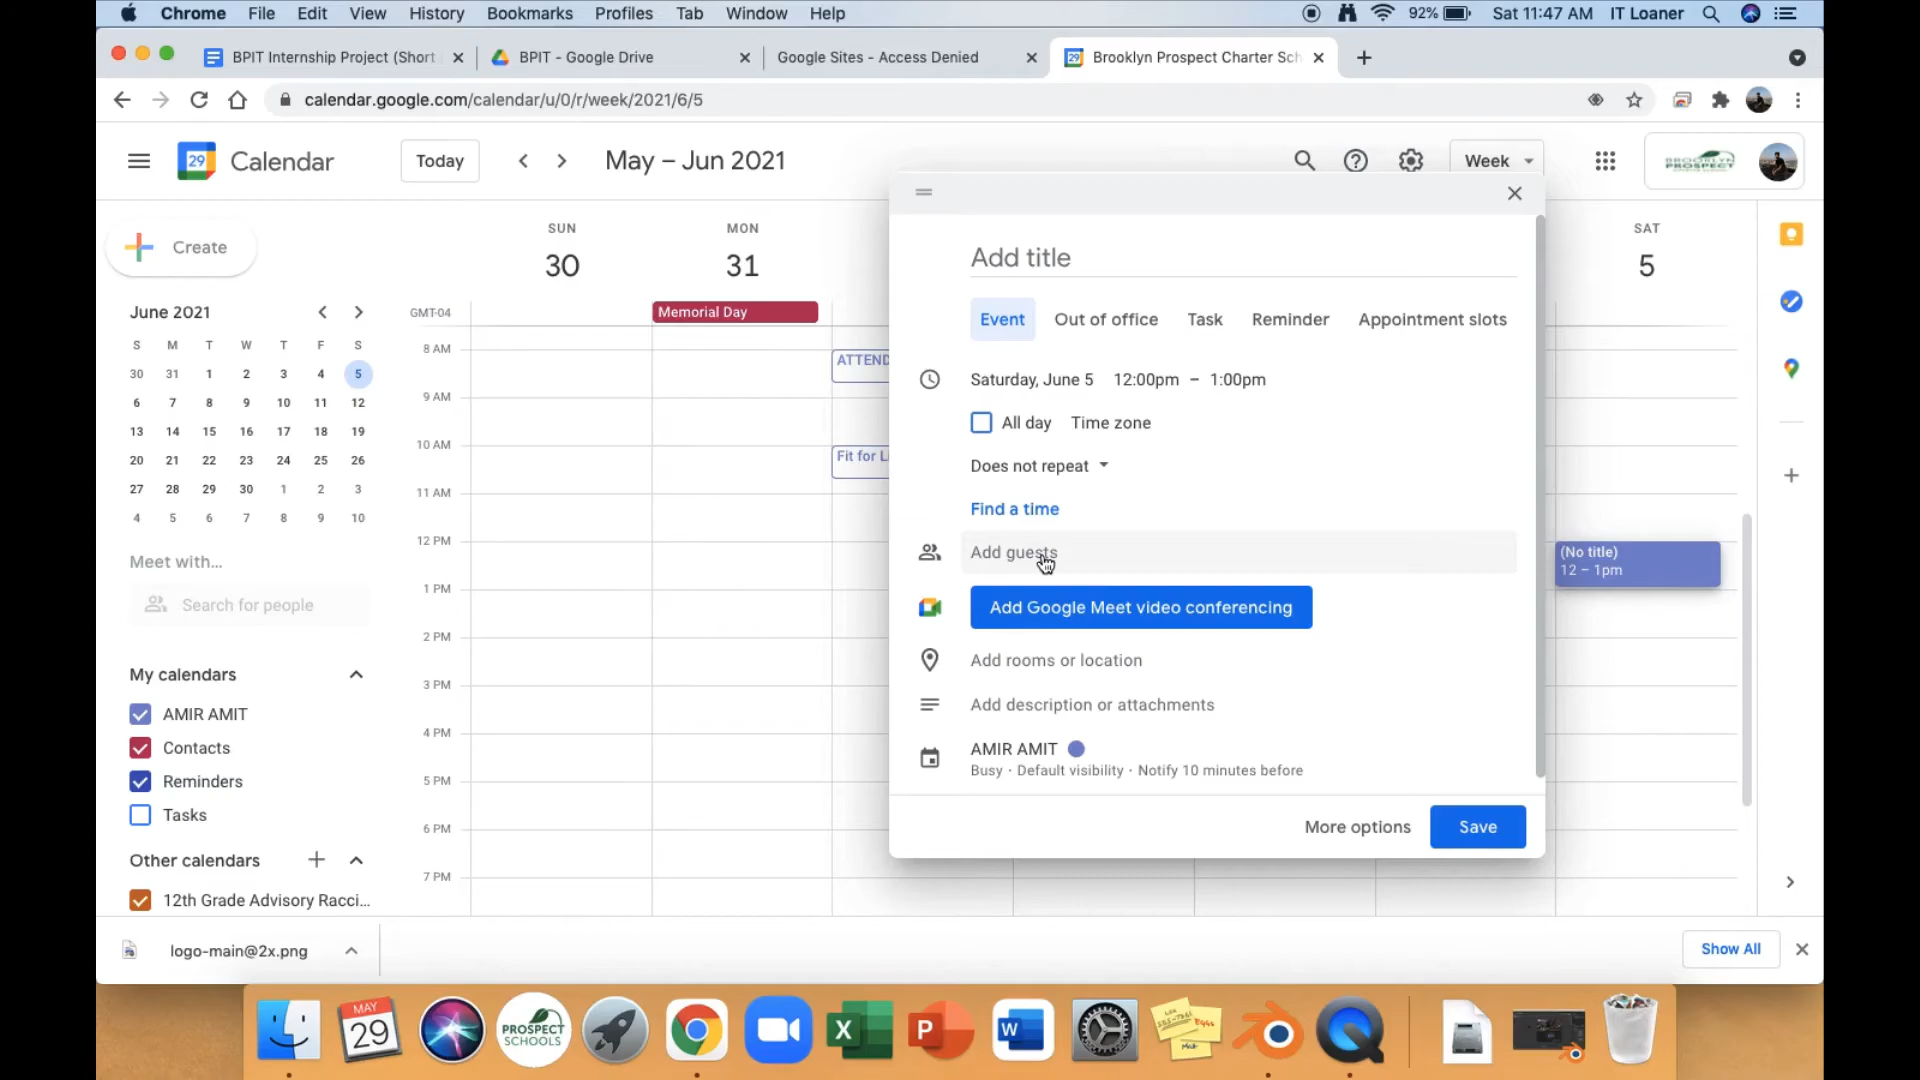 Chrome File Edit View History Bookmarks Profiles Tab Window Help 92% Sat 11:47 AM IT Loaner
BPIT Internship Project (Short BPIT - Google Drive Google Sites - Access Denied Brooklyn Prospect Charter Sch
calendar.google.com/calendar/u/0/r/week/2021/6/5
29 Calendar Today May – Jun 2021 Week BROOKLYN PROSPECT
Create
SUN MON SAT
30 31 5
June 2021
GMT-04 Memorial Day
S M T W T F S
30 31 1 2 3 4 5
6 7 8 9 10 11 12
13 14 15 16 17 18 19
20 21 22 23 24 25 26
27 28 29 30 1 2 3
4 5 6 7 8 9 10
Meet with...
Search for people
My calendars
AMIR AMIT
Contacts
Reminders
Tasks
Other calendars
12th Grade Advisory Racci...
8 AM
9 AM
10 AM
11 AM
12 PM
1 PM
2 PM
3 PM
4 PM
5 PM
6 PM
7 PM
ATTEND
Fit for Li
Add title
Event Out of office Task Reminder Appointment slots
Saturday, June 5 12:00pm – 1:00pm
All day Time zone
Does not repeat
Find a time
Add guests
Add Google Meet video conferencing
Add rooms or location
Add description or attachments
AMIR AMIT
Busy · Default visibility · Notify 10 minutes before
More options Save
(No title)
12 – 1pm
logo-main@2x.png Show All
MAY
29
PROSPECT
SCHOOLS
X P W